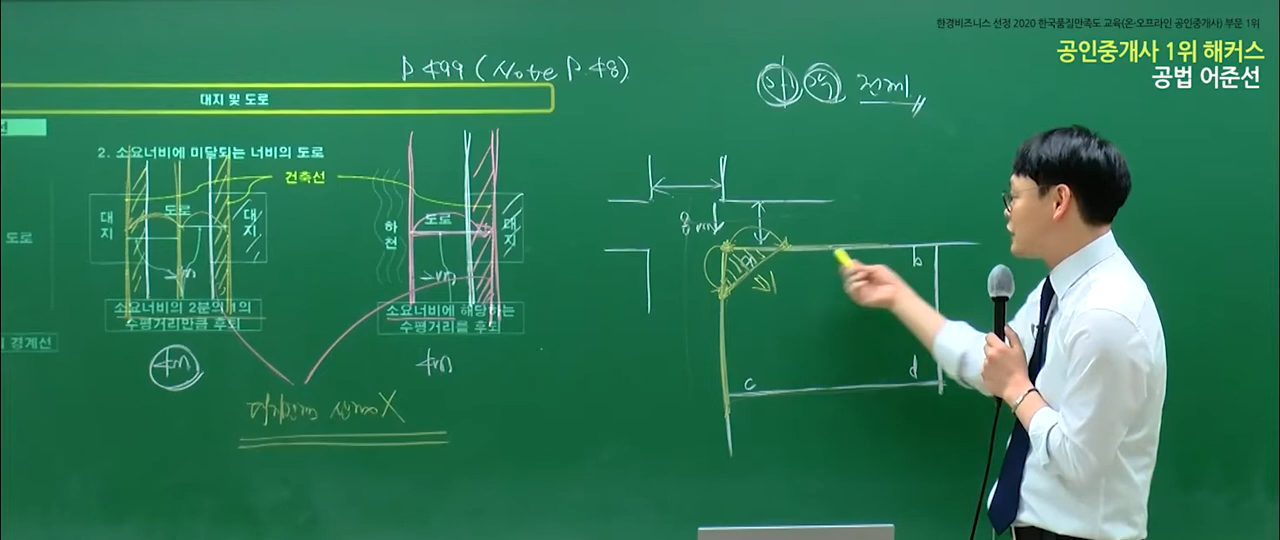 한경비즈니스 선정 2020 한국품질만족도 교육(온·오프라인 공인중개사) 부문 1위
공인중개사 1위 해커스
공법 어준선
P 499 (Note P.48)
대지 및 도로
선
2. 소요너비에 미달되는 너비의 도로
건축선
대지
도로
대지
하천
도로
대지
도로
소요너비의 2분의 1의
수평거리만큼 후퇴
소요너비에 해당하는
수평거리를 후퇴
의 경계선
4m
4m
X
b
c
d